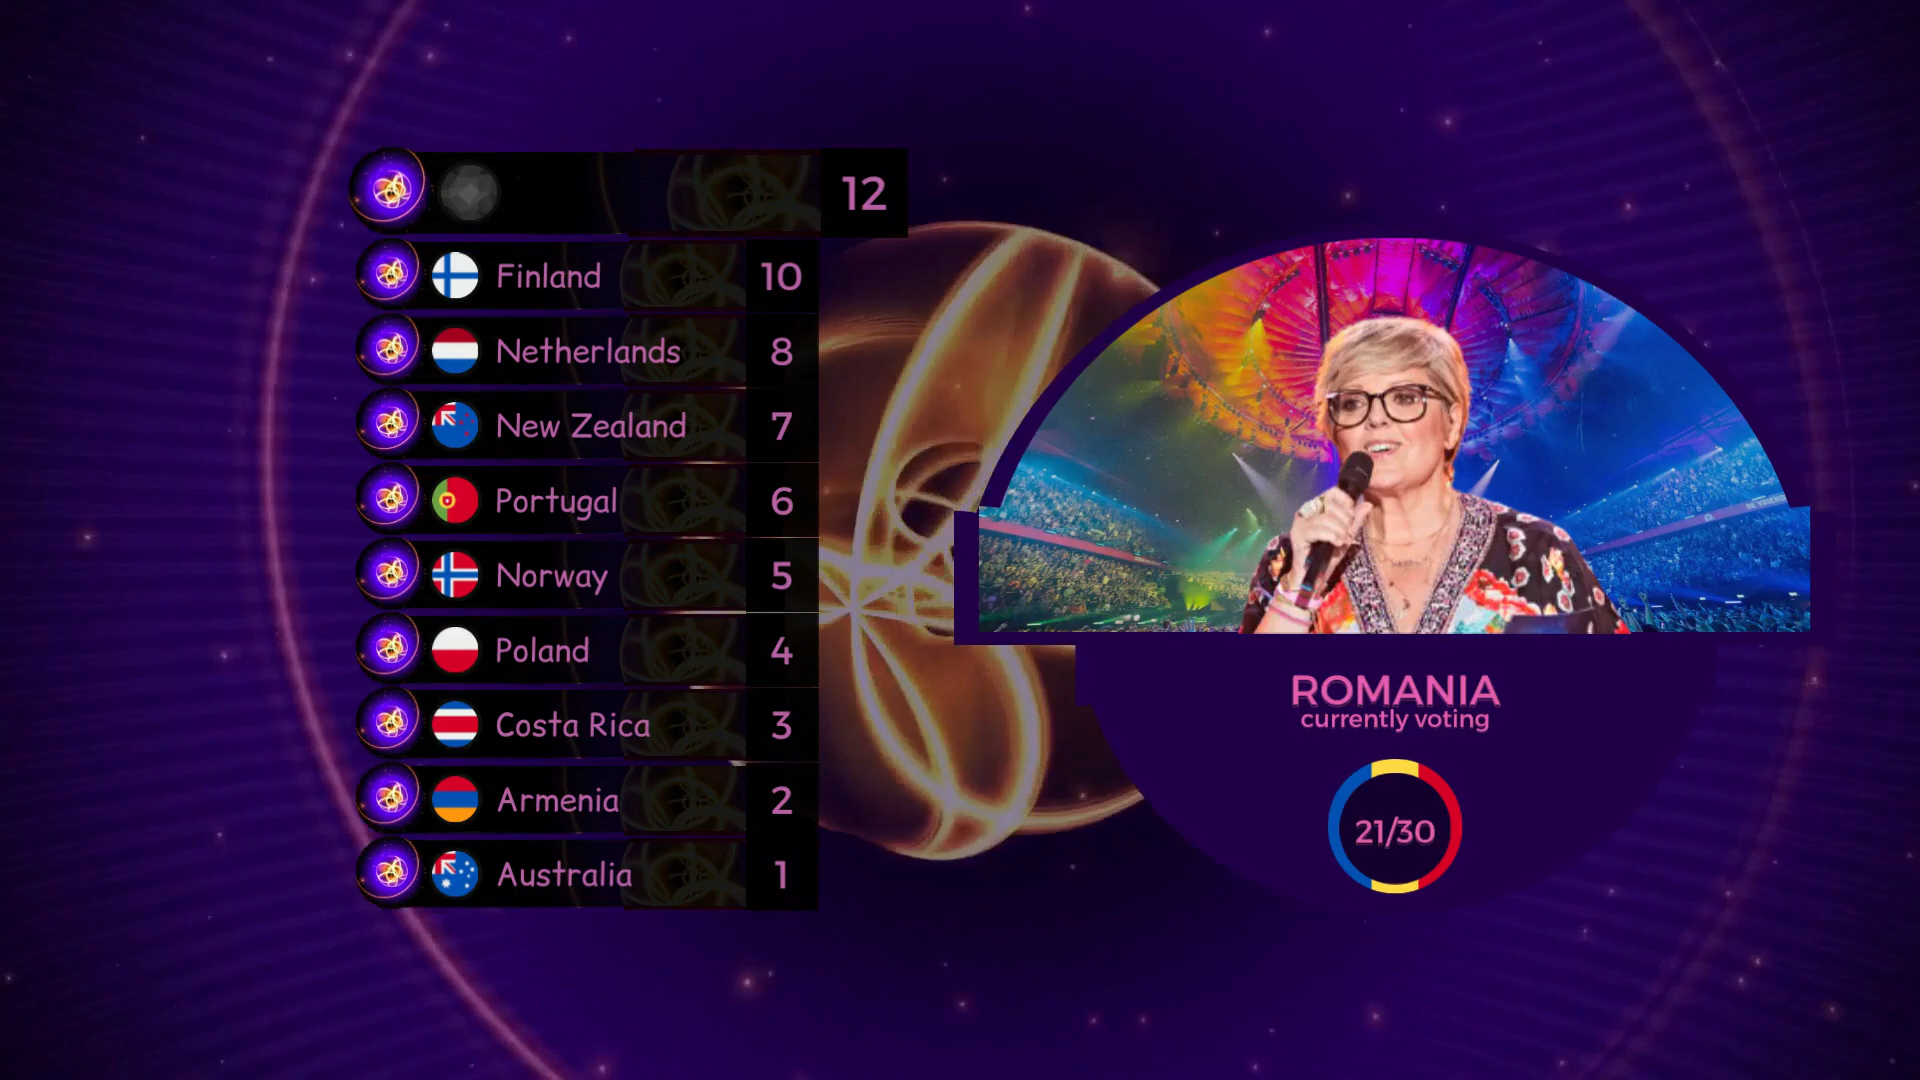 12
Finland 10
Netherlands 8
New Zealand 7
Portugal 6
Norway 5
Poland 4
Costa Rica 3
Armenia 2
Australia 1
ROMANIA
currently voting
21/30